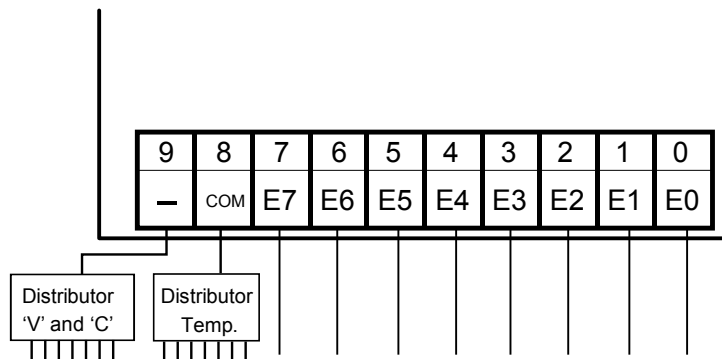 9 8 7 6 5 4 3 2 1 0
– COM E7 E6 E5 E4 E3 E2 E1 E0
Distributor
‘V’ and ‘C’
Distributor
Temp.